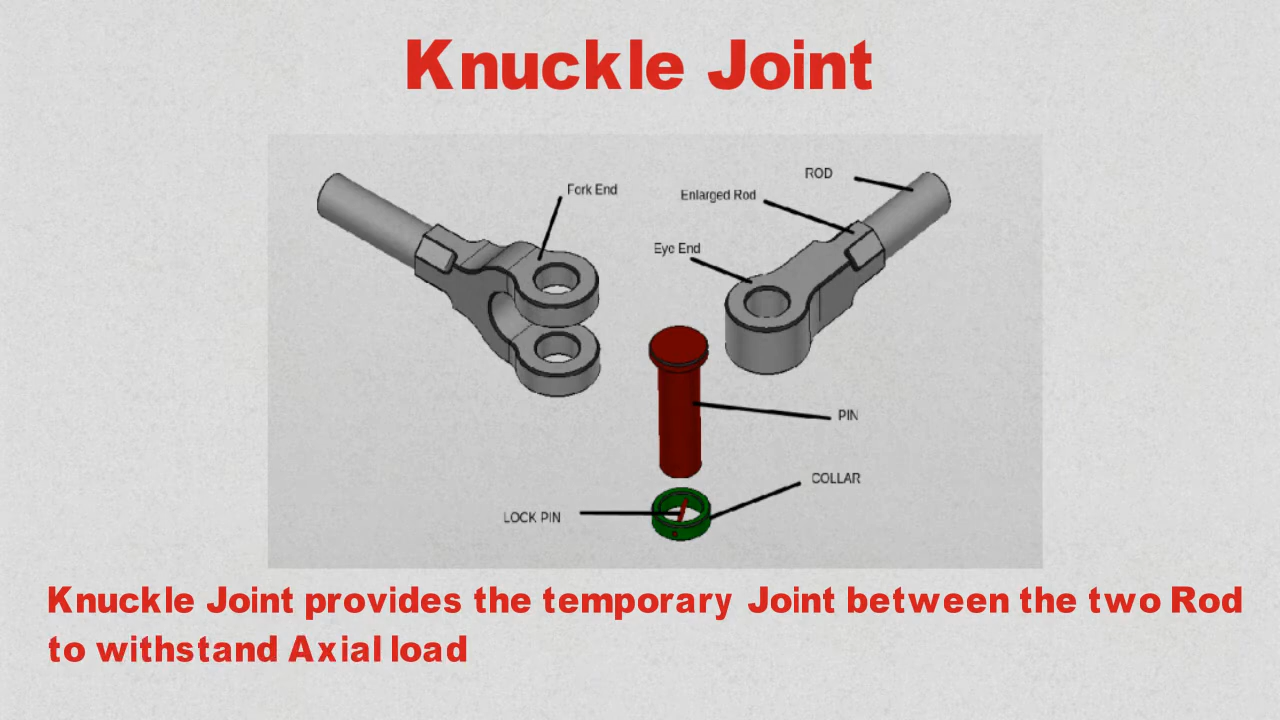 Knuckle Joint
ROD
Fork End
Enlarged Rod
Eye End
PIN
COLLAR
LOCK PIN
Knuckle Joint provides the temporary Joint between the two Rod
to withstand Axial load